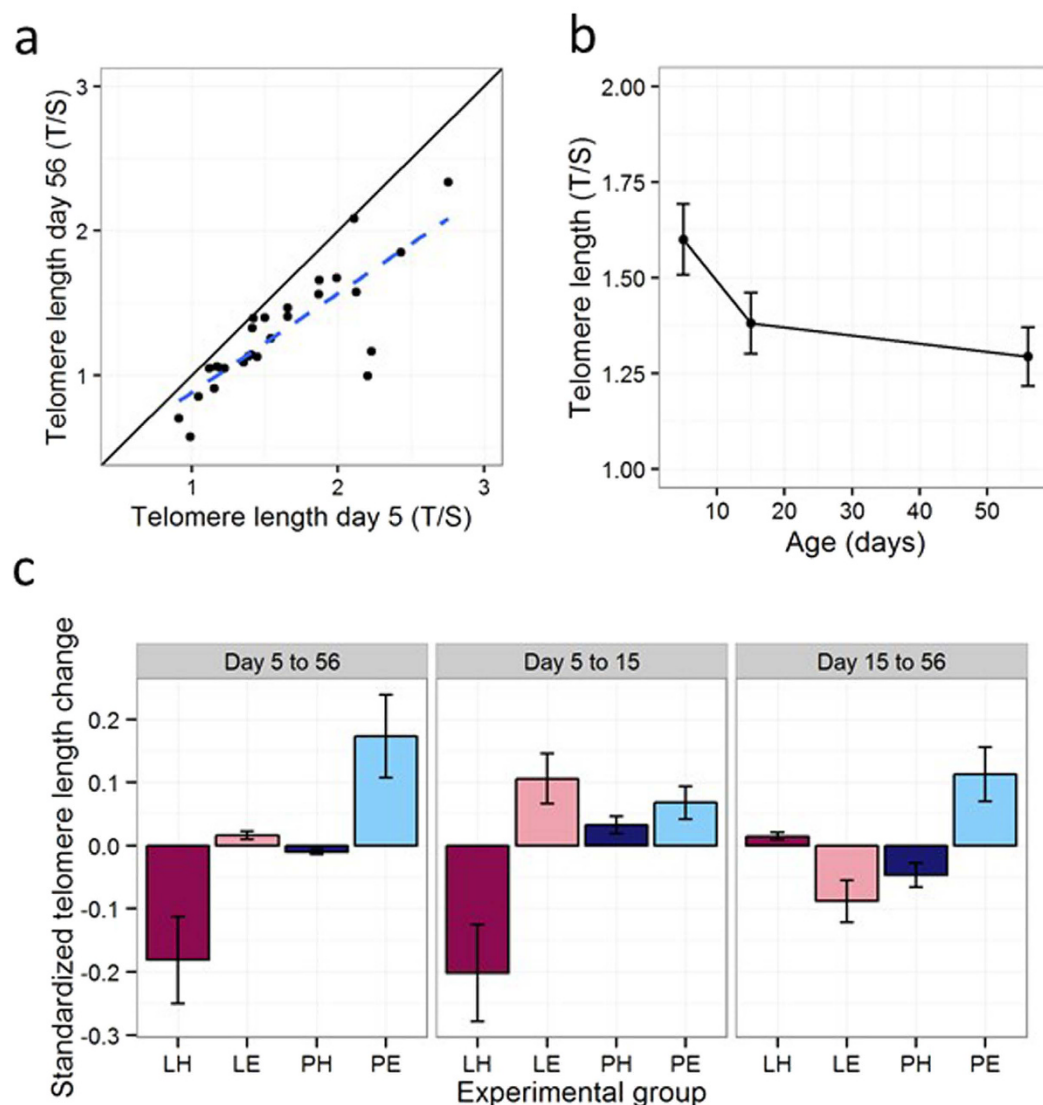 a
Telomere length day 56 (T/S)
3
2
1
1 2 3
Telomere length day 5 (T/S)
b
Telomere length (T/S)
2.00
1.75
1.50
1.25
1.00
10 20 30 40 50
Age (days)
c
Standardized telomere length change
Day 5 to 56 Day 5 to 15 Day 15 to 56
0.2
0.1
0.0
-0.1
-0.2
-0.3
LH LE PH PE LH LE PH PE LH LE PH PE
Experimental group